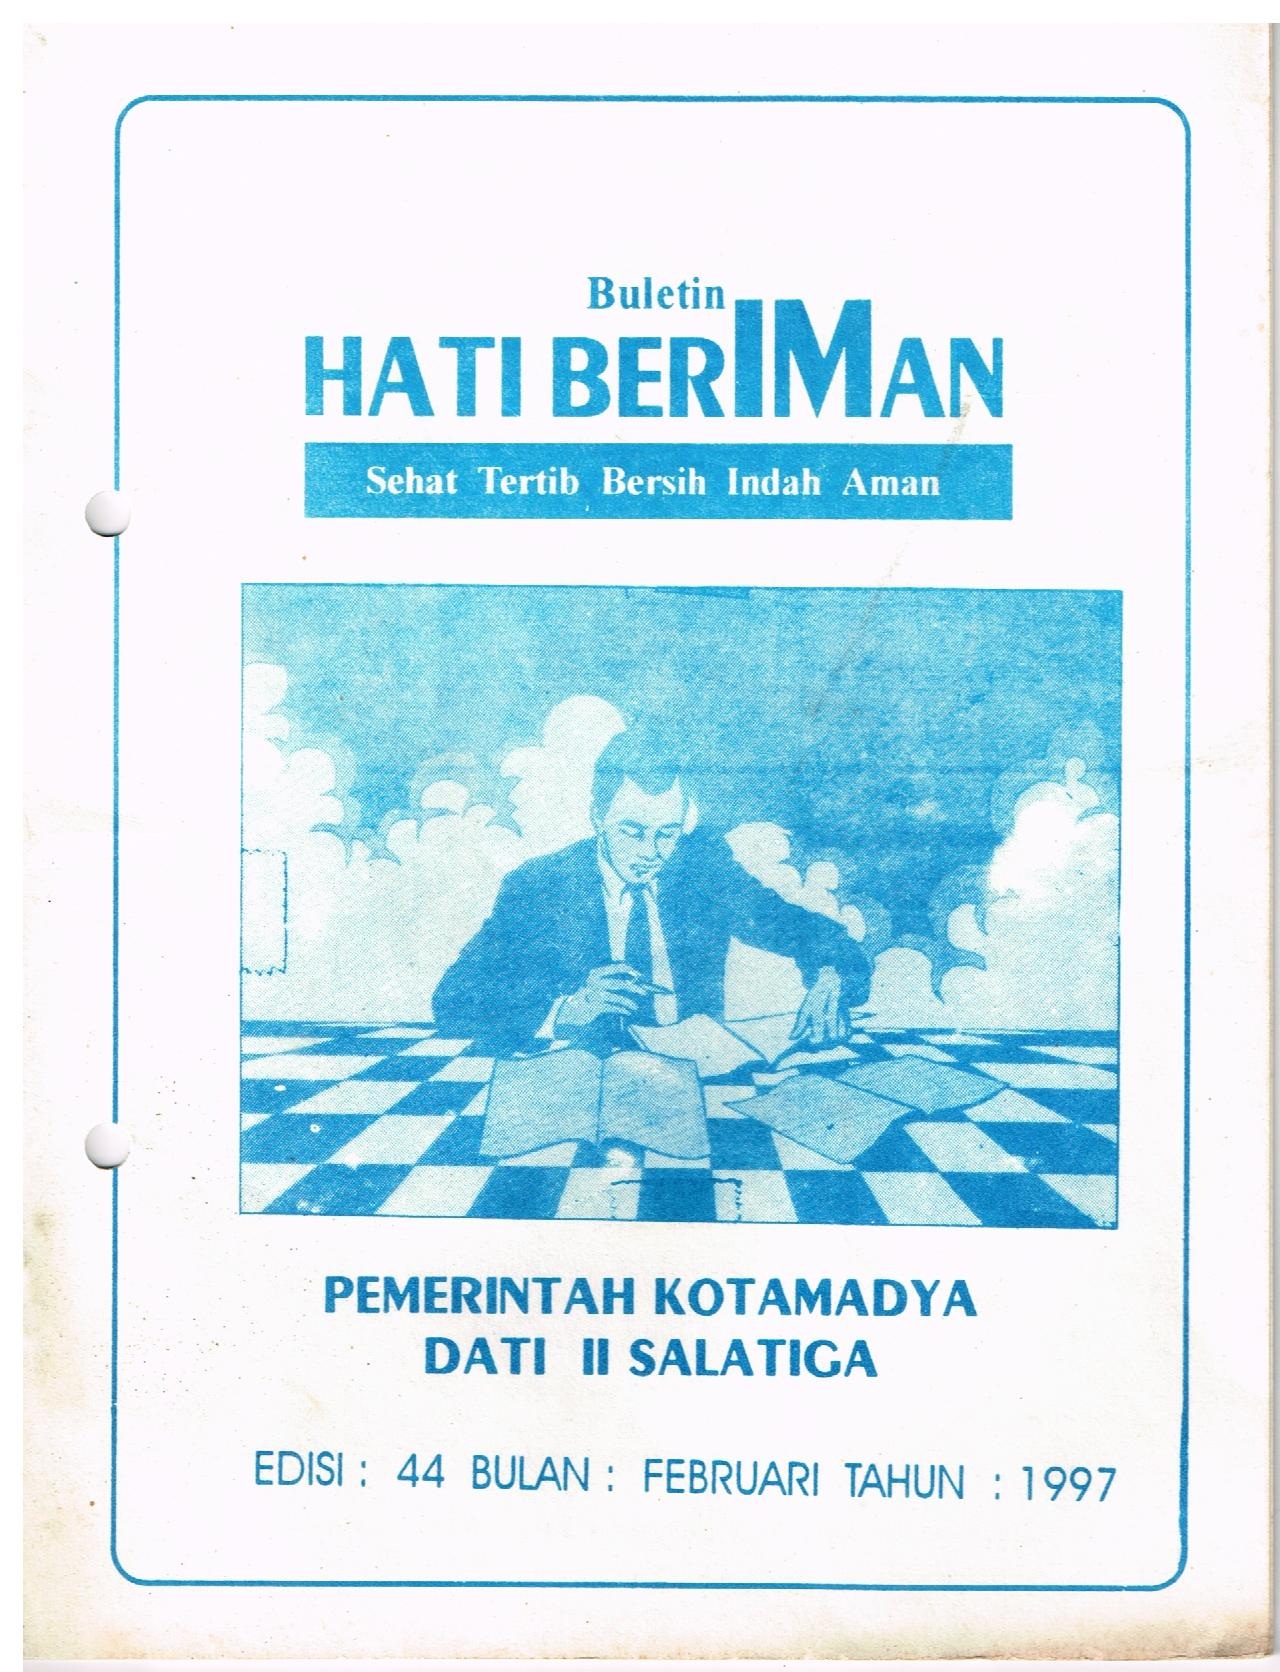 Buletin
HATI BERIMAN
Sehat Tertib Bersih Indah Aman
PEMERINTAH KOTAMADYA
DATI II SALATIGA
EDISI : 44 BULAN : FEBRUARI TAHUN : 1997